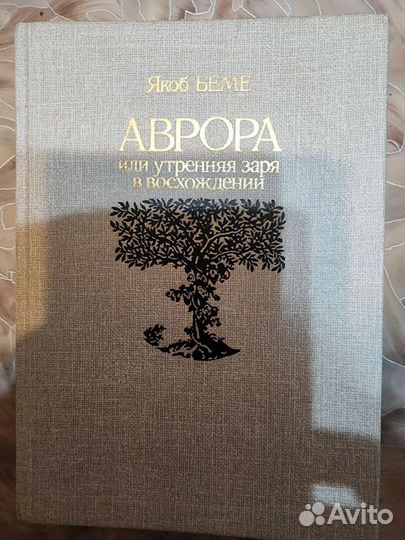 Якоб БЕМЕ
АВРОРА
или утренняя заря
в восхождении
Avito